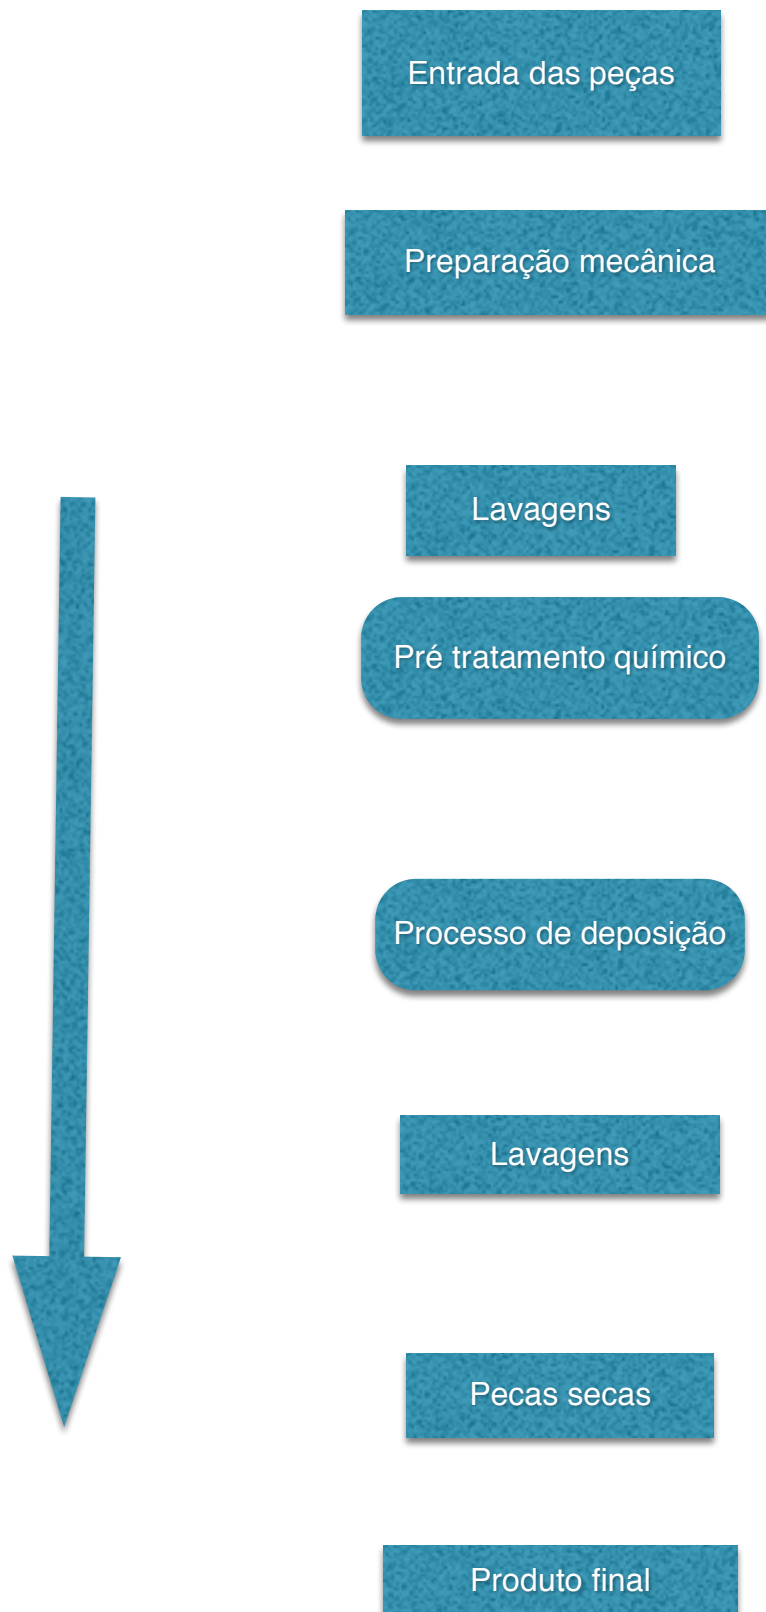 Entrada das peças
Preparação mecânica
Lavagens
Pré tratamento químico
Processo de deposição
Lavagens
Pecas secas
Produto final